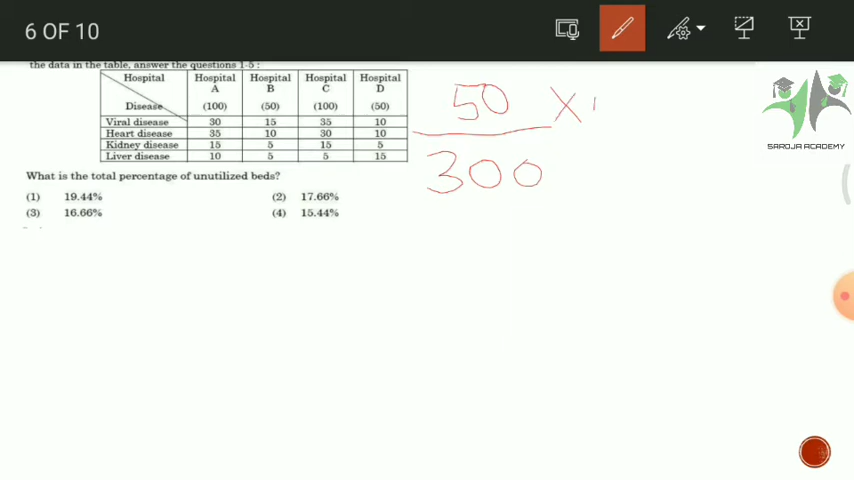 6 OF 10
the data in the table, answer the questions 1-5 :
Hospital Hospital Hospital Hospital Hospital
A B C D
Disease (100) (50) (100) (50)
Viral disease 30 15 35 10
Heart disease 35 10 30 10
Kidney disease 15 5 15 5
Liver disease 10 5 5 15
What is the total percentage of unutilized beds?
(1) 19.44% (2) 17.66%
(3) 16.66% (4) 15.44%
50 × 1
300
SAROJA ACADEMY